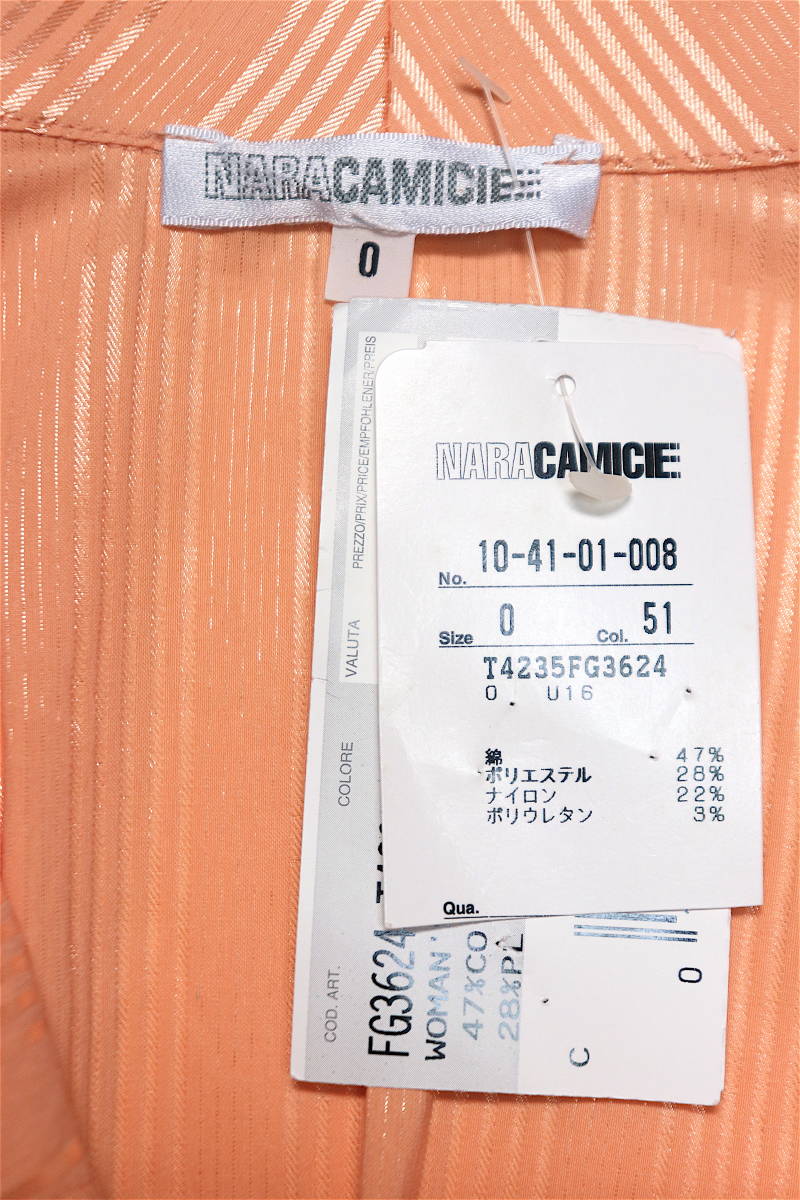 NARACAMICIE
0
NARACAMICIE
No. 10-41-01-008
Size 0 Col. 51
T4235FG3624
0 U16
綿 47%
ポリエステル 28%
ナイロン 22%
ポリウレタン 3%
Qua.
PREZZO/PRIX/PRICE/EMPFOHLENER/PREIS
VALUTA
COLORE
COD. ART.
FG3624
WOMAN
47%CO
28%PL
C
0